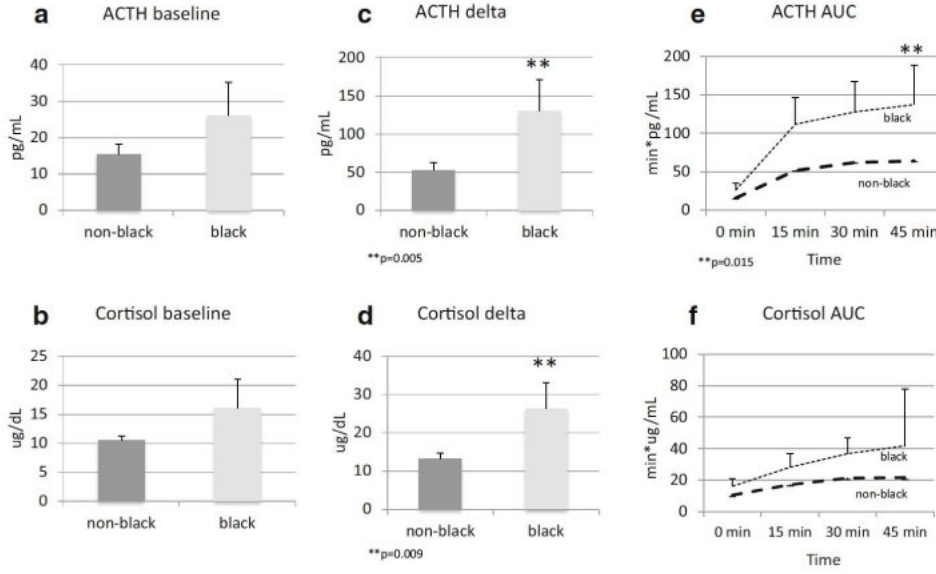 a ACTH baseline
40
30
20
10
0
pg/mL
non-black black
c ACTH delta
200
150
100
50
0
pg/mL
**
non-black black
**p=0.005
e ACTH AUC
200
150
100
50
0
min*pg /mL
**
black
non-black
0 min 15 min 30 min 45 min
**p=0.015
Time
b Cortisol baseline
25
20
15
10
5
0
ug/dL
non-black black
d Cortisol delta
40
30
20
10
0
ug/dL
**
non-black black
**p=0.009
f Cortisol AUC
100
80
60
40
20
0
min*ug /mL
black
non-black
0 min 15 min 30 min 45 min
Time